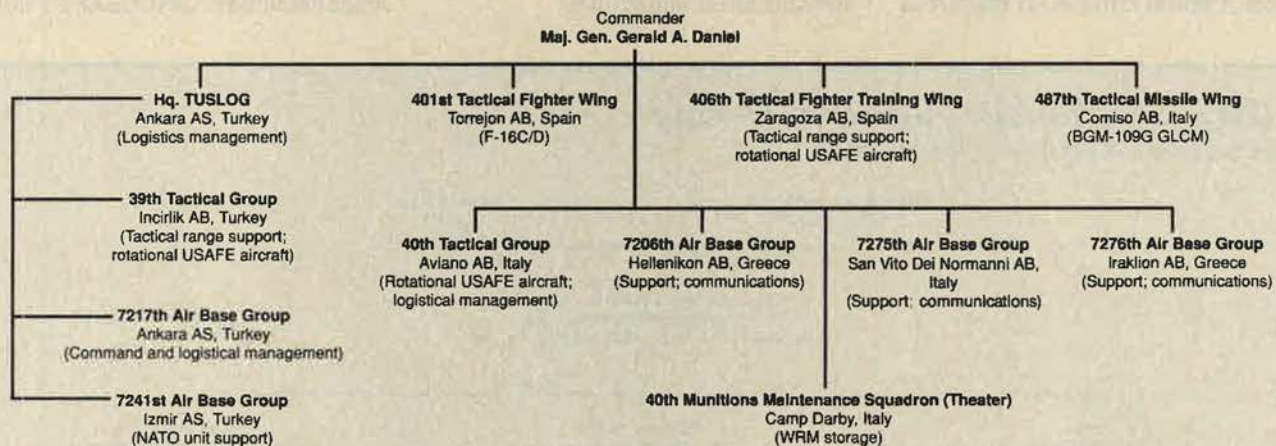 Commander
Maj. Gen. Gerald A. Daniel
Hq. TUSLOG
Ankara AS, Turkey
(Logistics management)
401st Tactical Fighter Wing
Torrejon AB, Spain
(F-16C/D)
406th Tactical Fighter Training Wing
Zaragoza AB, Spain
(Tactical range support;
rotational USAFE aircraft)
487th Tactical Missile Wing
Comiso AB, Italy
(BGM-109G GLCM)
39th Tactical Group
Incirlik AB, Turkey
(Tactical range support;
rotational USAFE aircraft)
40th Tactical Group
Aviano AB, Italy
(Rotational USAFE aircraft;
logistical management)
7206th Air Base Group
Hellenikon AB, Greece
(Support; communications)
7275th Air Base Group
San Vito Dei Normanni AB,
Italy
(Support; communications)
7276th Air Base Group
Iraklion AB, Greece
(Support; communications)
7217th Air Base Group
Ankara AS, Turkey
(Command and logistical management)
7241st Air Base Group
Izmir AS, Turkey
(NATO unit support)
40th Munitions Maintenance Squadron (Theater)
Camp Darby, Italy
(WRM storage)